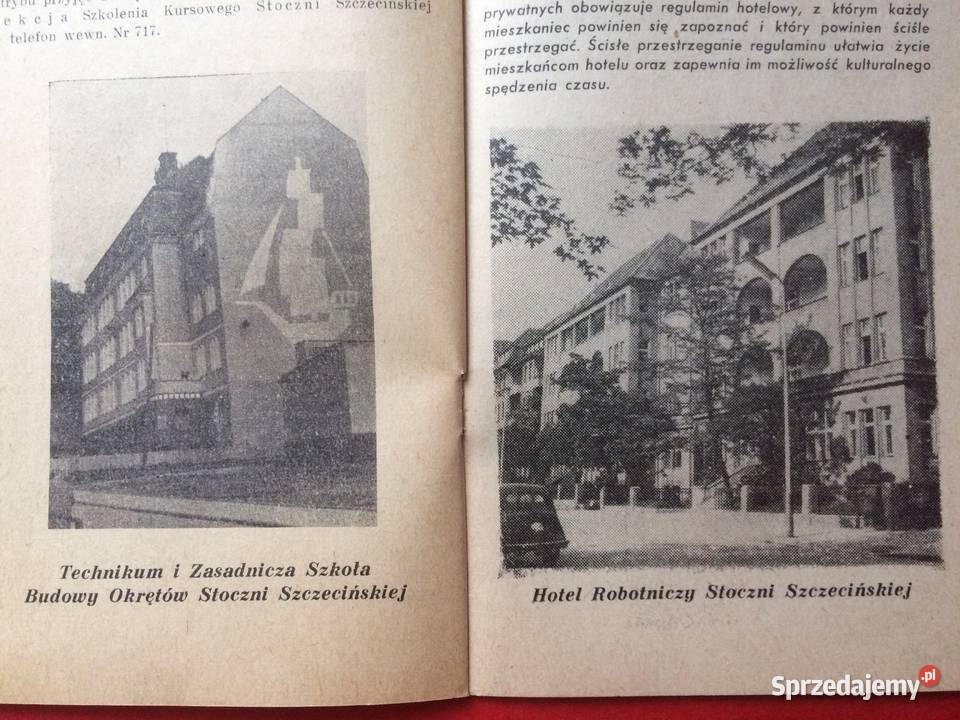 Szkolenia Kursowego Stoczni Szczecińskiej
telefon wewn. Nr 717.
Technikum i Zasadnicza Szkoła
Budowy Okrętów Stoczni Szczecińskiej
prywatnych obowiązuje regulamin hotelowy, z którym każdy
mieszkaniec powinien się zapoznać i który powinien ściśle
przestrzegać. Ścisłe przestrzeganie regulaminu ułatwia życie
mieszkańcom hotelu oraz zapewnia im możliwość kulturalnego
spędzenia czasu.
Hotel Robotniczy Stoczni Szczecińskiej
Sprzedajemy.pl